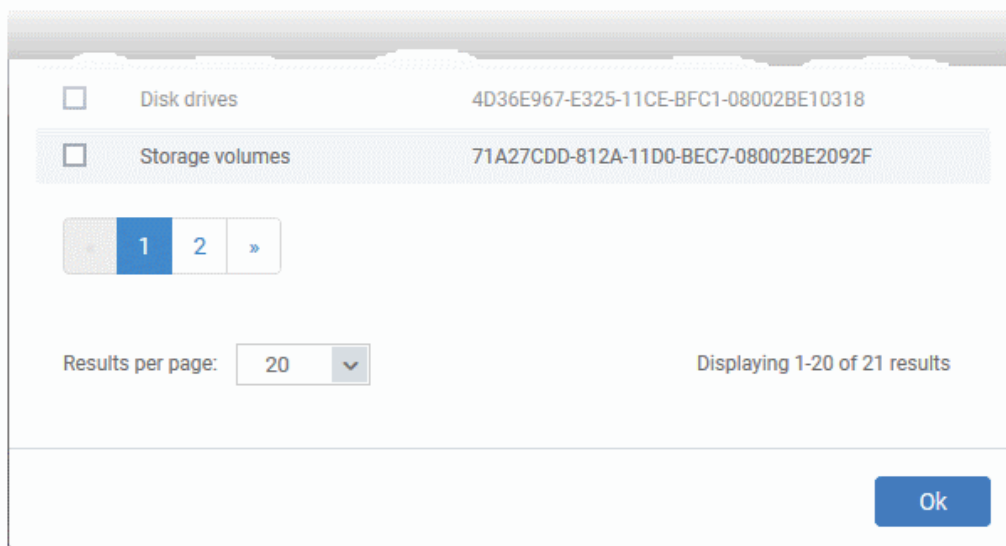 Disk drives 4D36E967-E325-11CE-BFC1-08002BE10318
Storage volumes 71A27CDD-812A-11D0-BEC7-08002BE2092F
« 1 2 »
Results per page: 20 Displaying 1-20 of 21 results
Ok